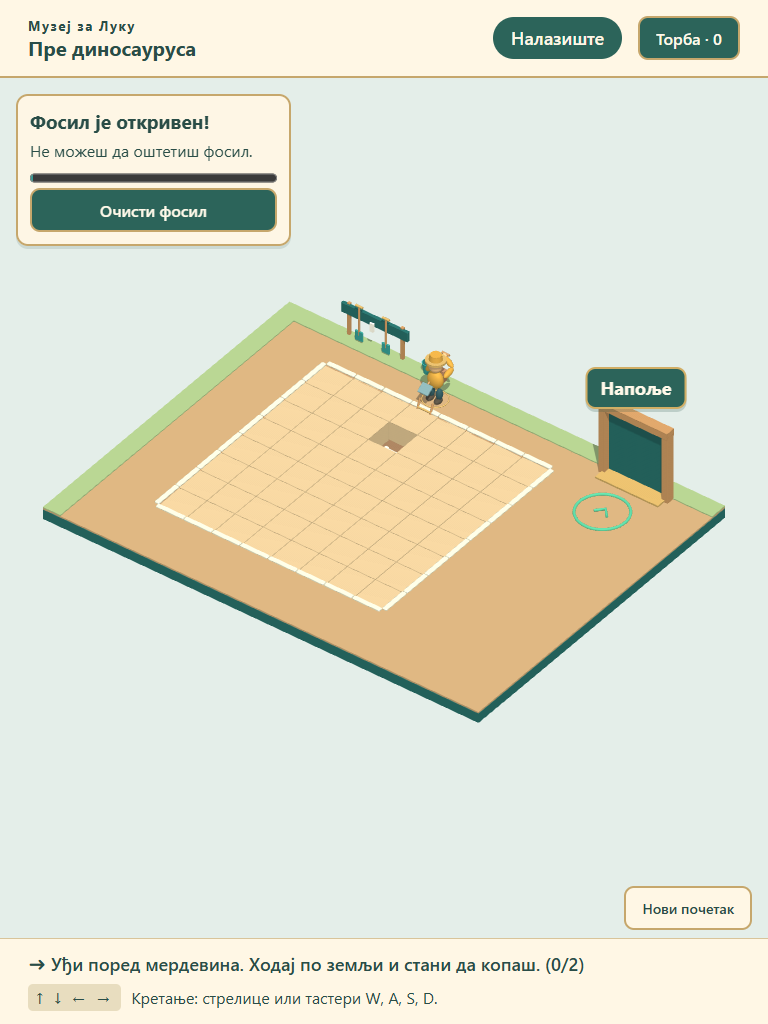 Музеј за Луку
Пре диносауруса
Налазиште
Торба · 0
Фосил је откривен!
Не можеш да оштетиш фосил.
Очисти фосил
Напоље
Нови почетак
→ Уђи поред мердевина. Ходај по земљи и стани да копаш. (0/2)
↑ ↓ ← → Кретање: стрелице или тастери W, A, S, D.